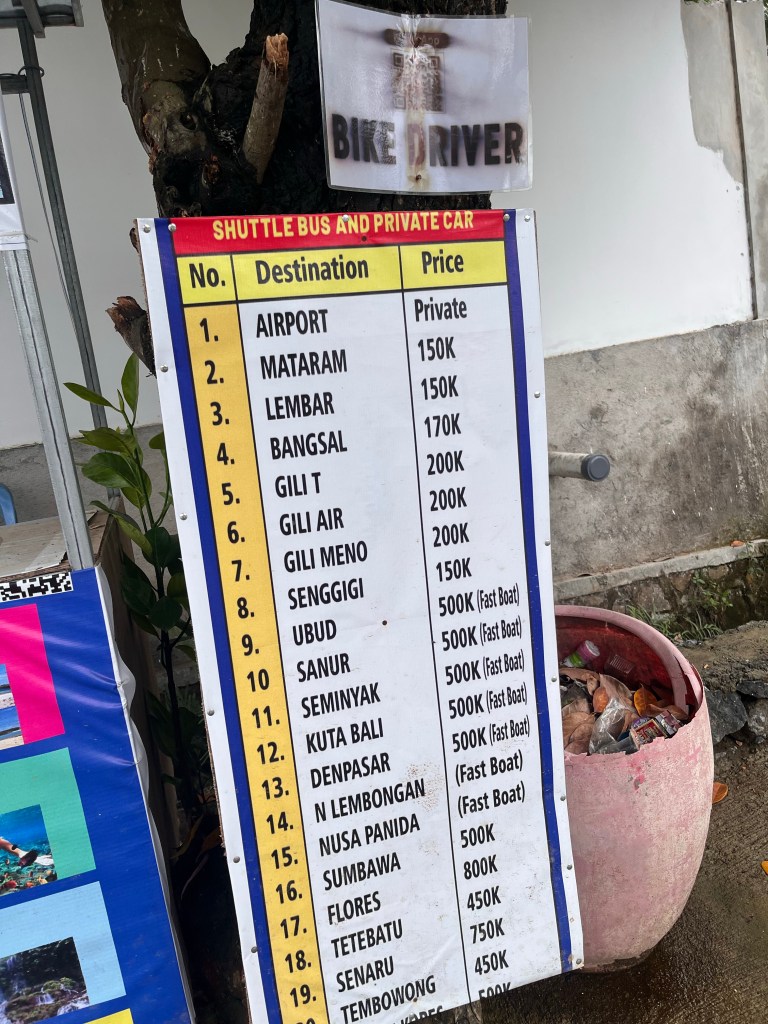 BIKE DRIVER
SHUTTLE BUS AND PRIVATE CAR
No. Destination Price
1. AIRPORT Private
2. MATARAM 150K
3. LEMBAR 150K
4. BANGSAL 170K
5. GILI T 200K
6. GILI AIR 200K
7. GILI MENO 200K
8. SENGGIGI 150K
9. UBUD 500K (Fast Boat)
10 SANUR 500K (Fast Boat)
11. SEMINYAK 500K (Fast Boat)
12. KUTA BALI 500K (Fast Boat)
13. DENPASAR 500K (Fast Boat)
14. N LEMBONGAN (Fast Boat)
15. NUSA PANIDA (Fast Boat)
16. SUMBAWA 500K
17. FLORES 800K
18. TETEBATU 450K
19. SENARU 750K
20. TEMBOWONG 450K
500K